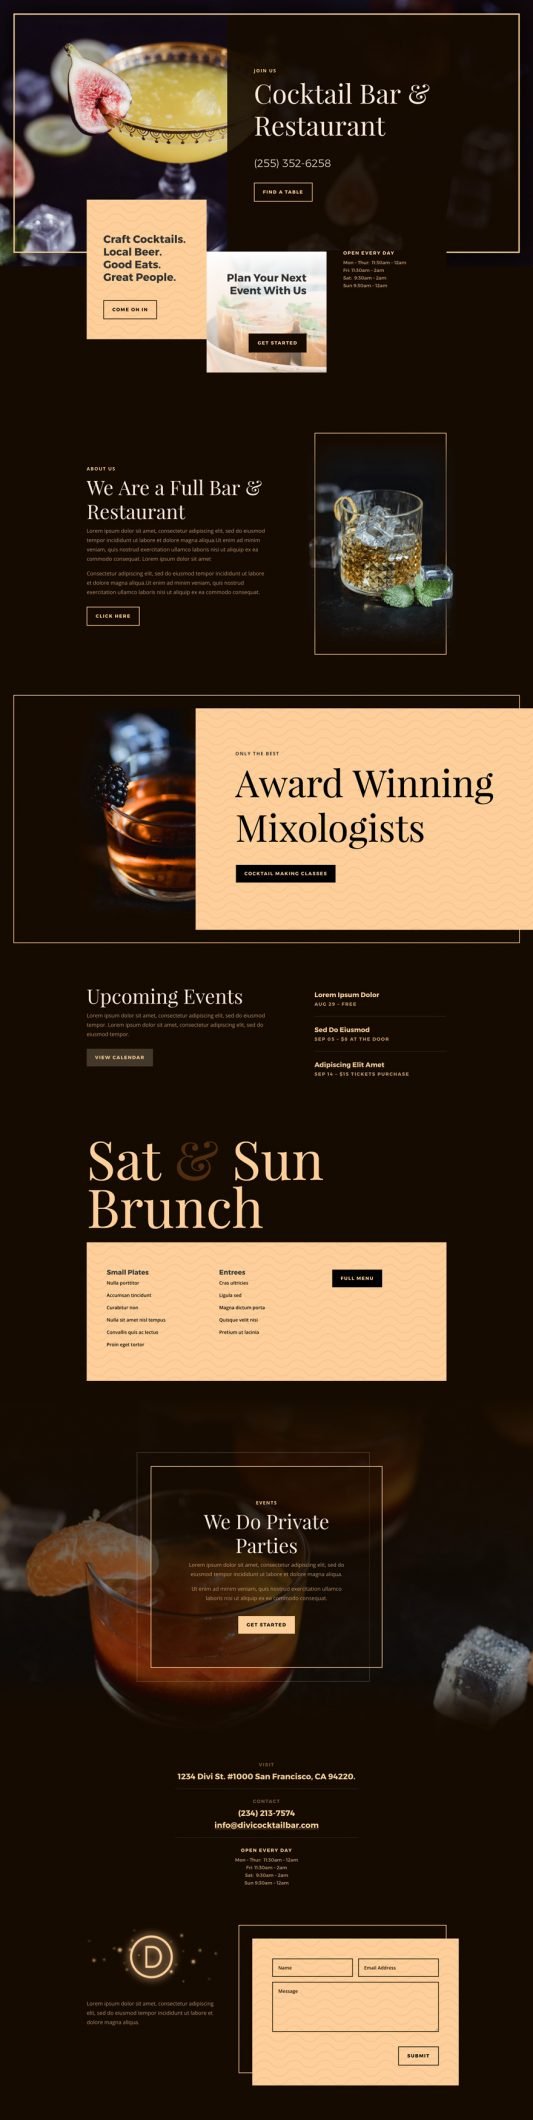 JOIN US
Cocktail Bar &
Restaurant
(255) 352-6258
FIND A TABLE
Craft Cocktails.
Local Beer.
Good Eats.
Great People.
COME ON IN
Plan Your Next
Event With Us
GET STARTED
OPEN EVERY DAY
Mon - Thur 11:30am - 12am
Fri 11:30am - 2am
Sat 9:30am - 2am
Sun 9:30am - 12am
ABOUT US
We Are a Full Bar &
Restaurant
Lorem ipsum dolor sit amet, consectetur adipiscing elit, sed do eiusmod
tempor incididunt ut labore et dolore magna aliqua.Ut enim ad minim
veniam, quis nostrud exercitation ullamco laboris nisi ut aliquip ex ea
commodo consequat. Lorem ipsum dolor sit amet
Consectetur adipiscing elit, sed do eiusmod tempor incididunt ut labore
et dolore magna aliqua.Ut enim ad minim veniam, quis nostrud
exercitation ullamco laboris nisi ut aliquip ex ea commodo consequat.
CLICK HERE
ONLY THE BEST
Award Winning
Mixologists
COCKTAIL MAKING CLASSES
Upcoming Events
Lorem ipsum dolor sit amet, consectetur adipiscing elit, sed do eiusmod
tempor. Lorem ipsum dolor sit amet, consectetur adipiscing elit, sed do
eiusmod tempor.
VIEW CALENDAR
Lorem Ipsum Dolor
AUG 29 - FREE
Sed Do Eiusmod
SEP 05 - $8 AT THE DOOR
Adipiscing Elit Amet
SEP 14 - $15 TICKETS PURCHASE
Sat & Sun
Brunch
Small Plates
Nulla porttitor
Accumsan tincidunt
Curabitur non
Nulla sit amet nisl tempus
Convallis quis ac lectus
Proin eget tortor
Entrees
Cras ultricies
Ligula sed
Magna dictum porta
Quisque velit nisi
Pretium ut lacinia
FULL MENU
EVENTS
We Do Private
Parties
Lorem ipsum dolor sit amet, consectetur adipiscing elit, sed do
eiusmod tempor incididunt ut labore et dolore magna aliqua.
Ut enim ad minim veniam, quis nostrud exercitation ullamco
laboris nisi ut aliquip ex ea commodo consequat.
GET STARTED
VISIT
1234 Divi St. #1000 San Francisco, CA 94220.
CONTACT
(234) 213-7574
info@divicocktailbar.com
OPEN EVERY DAY
Mon - Thur 11:30am - 12am
Fri 11:30am - 2am
Sat 9:30am - 2am
Sun 9:30am - 12am
D
Lorem ipsum dolor sit amet, consectetur adipiscing
elit, sed do eiusmod tempor incididunt ut labore et
dolore magna aliqua.
Name
Email Address
Message
SUBMIT